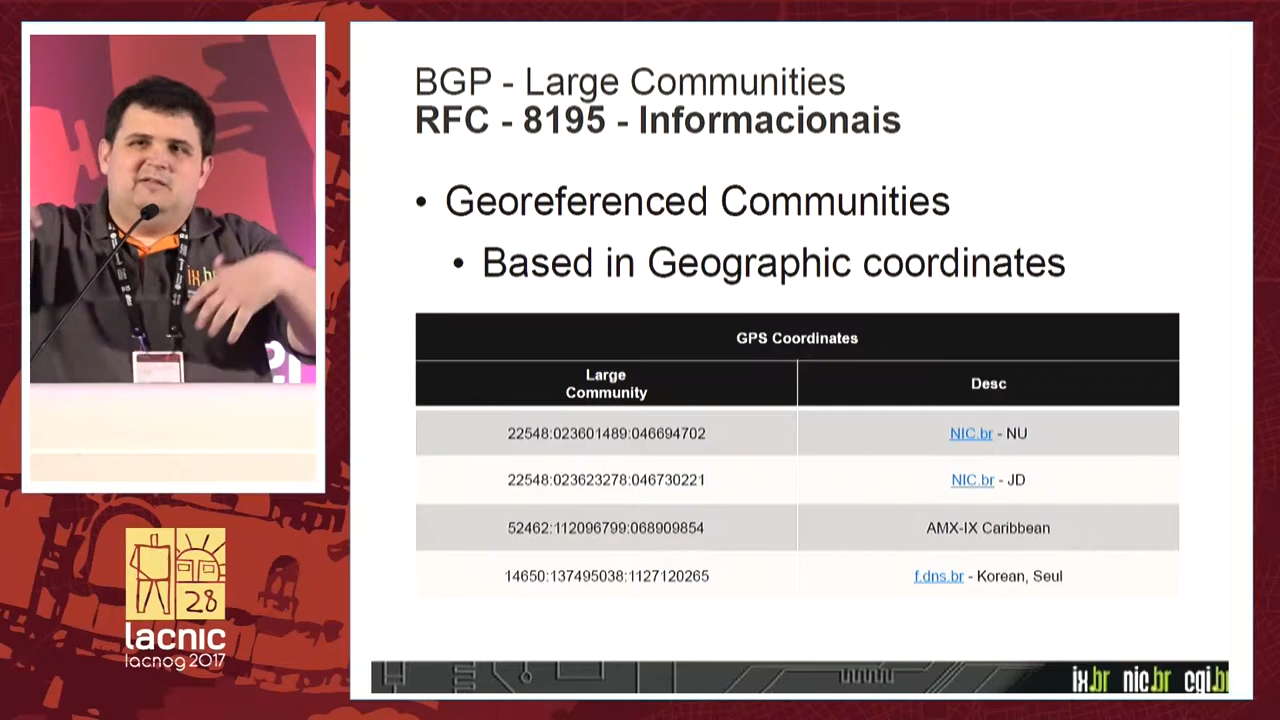 BGP - Large Communities
RFC - 8195 - Informacionais
• Georeferenced Communities
• Based in Geographic coordinates
GPS Coordinates
Large
Community
Desc
22548:023601489:046694702
NIC.br - NU
22548:023623278:046730221
NIC.br - JD
52462:112096799:068909854
AMX-IX Caribbean
14650:137495038:1127120265
f.dns.br - Korean, Seul
ix.br nic.br cgi.br
ix.br
28
lacnic
lacnog 2017